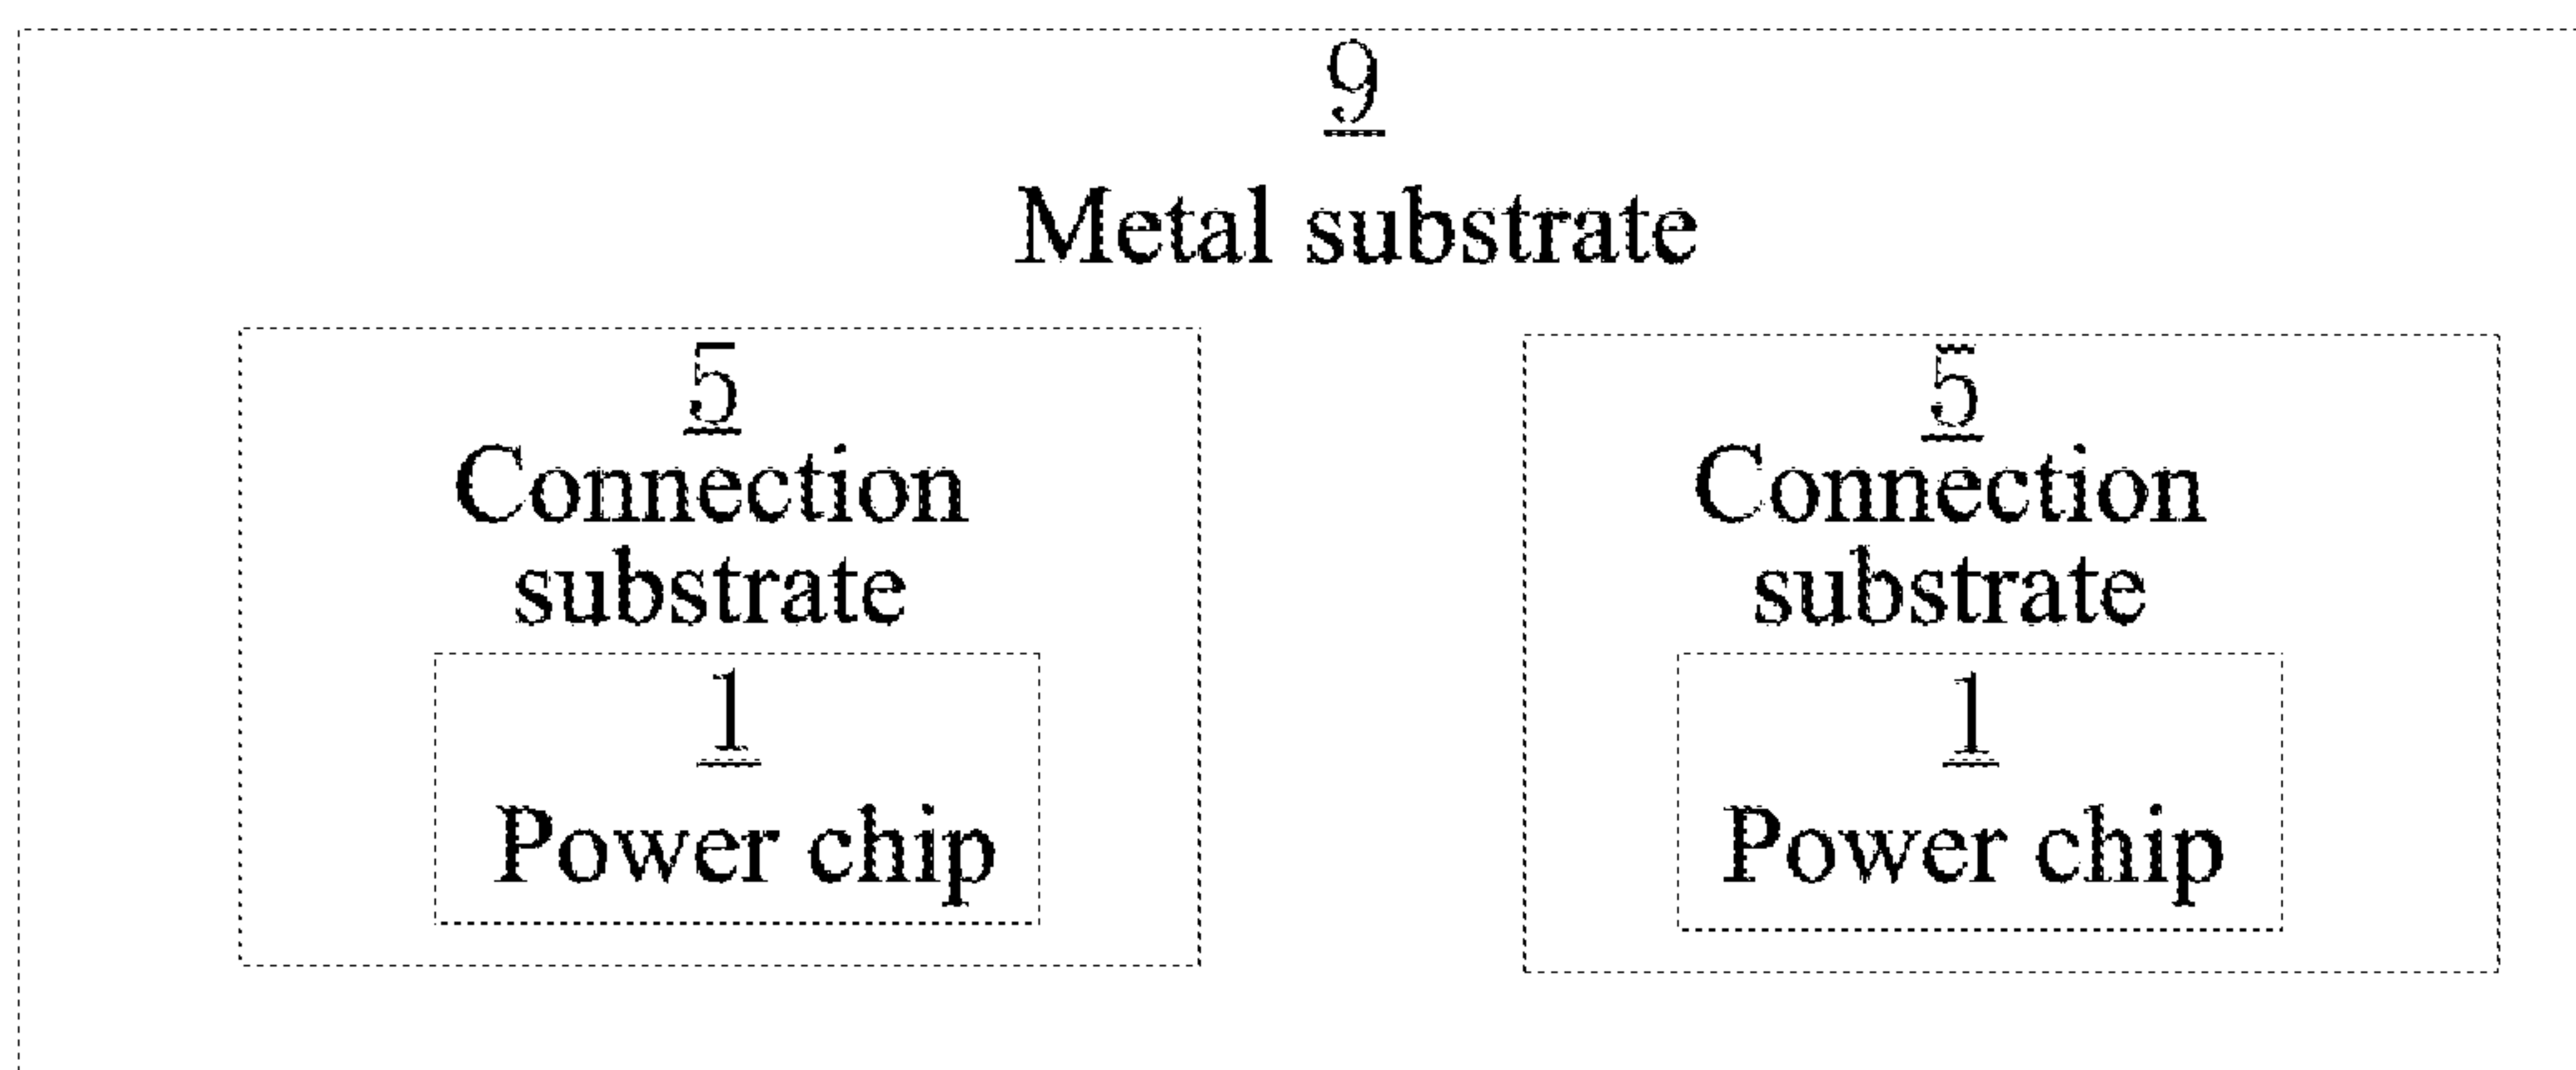 9
Metal substrate
5
Connection
substrate
1
Power chip
5
Connection
substrate
1
Power chip